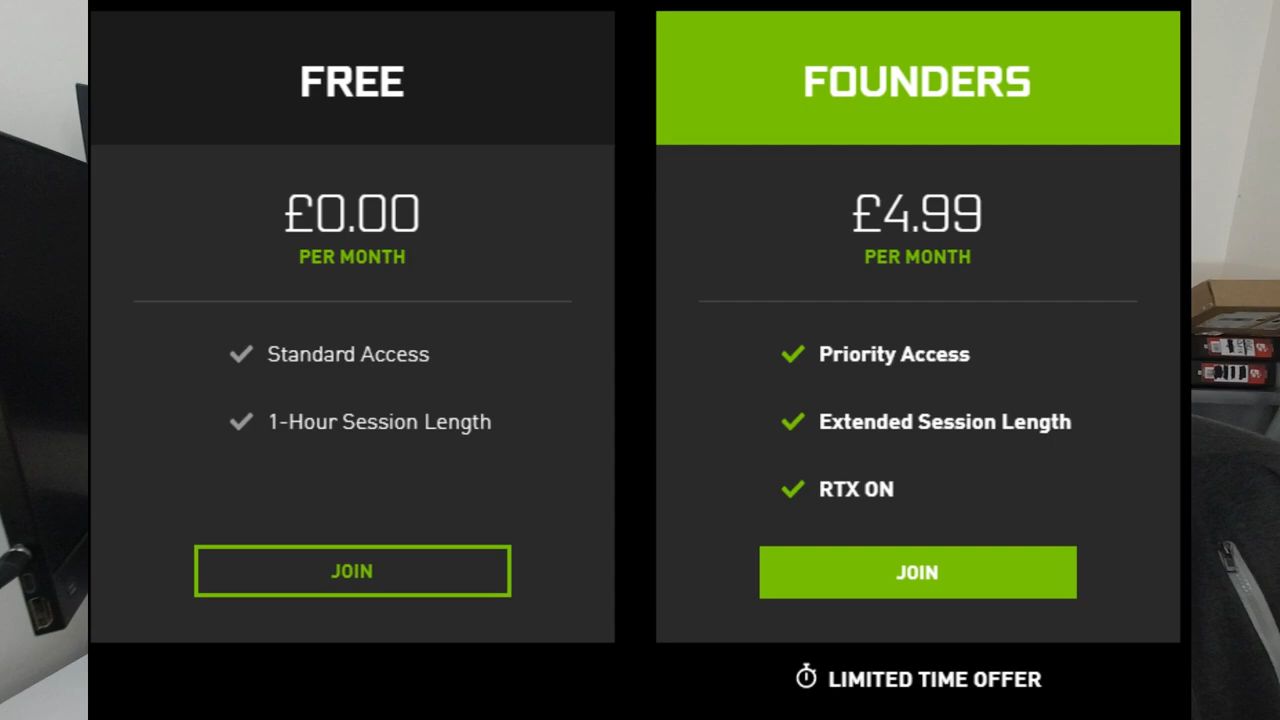 FREE
£0.00
PER MONTH
Standard Access
1-Hour Session Length
JOIN
FOUNDERS
£4.99
PER MONTH
Priority Access
Extended Session Length
RTX ON
JOIN
LIMITED TIME OFFER